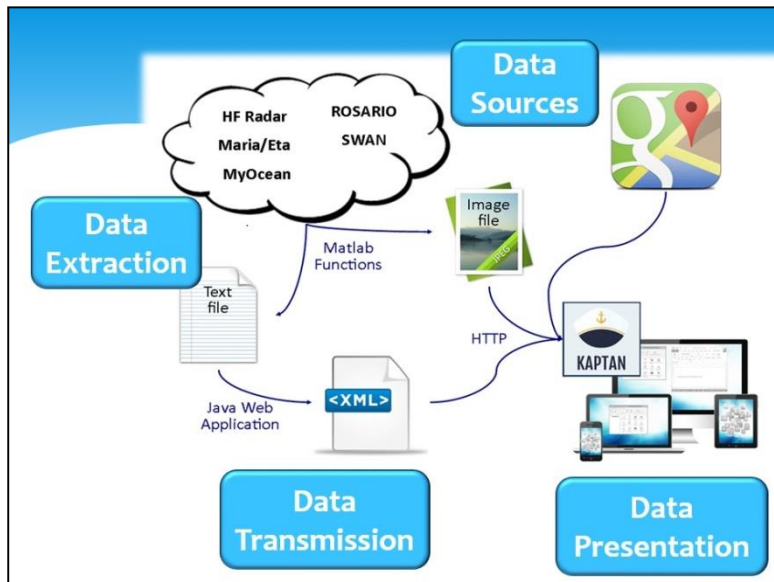 Data
Sources
HF Radar
ROSARIO
Maria/Eta
SWAN
MyOcean
Data
Extraction
Matlab
Functions
Image
file
JPEG
Text
file
HTTP
KAPTAN
Java Web
Application
<XML>
Data
Transmission
Data
Presentation
g